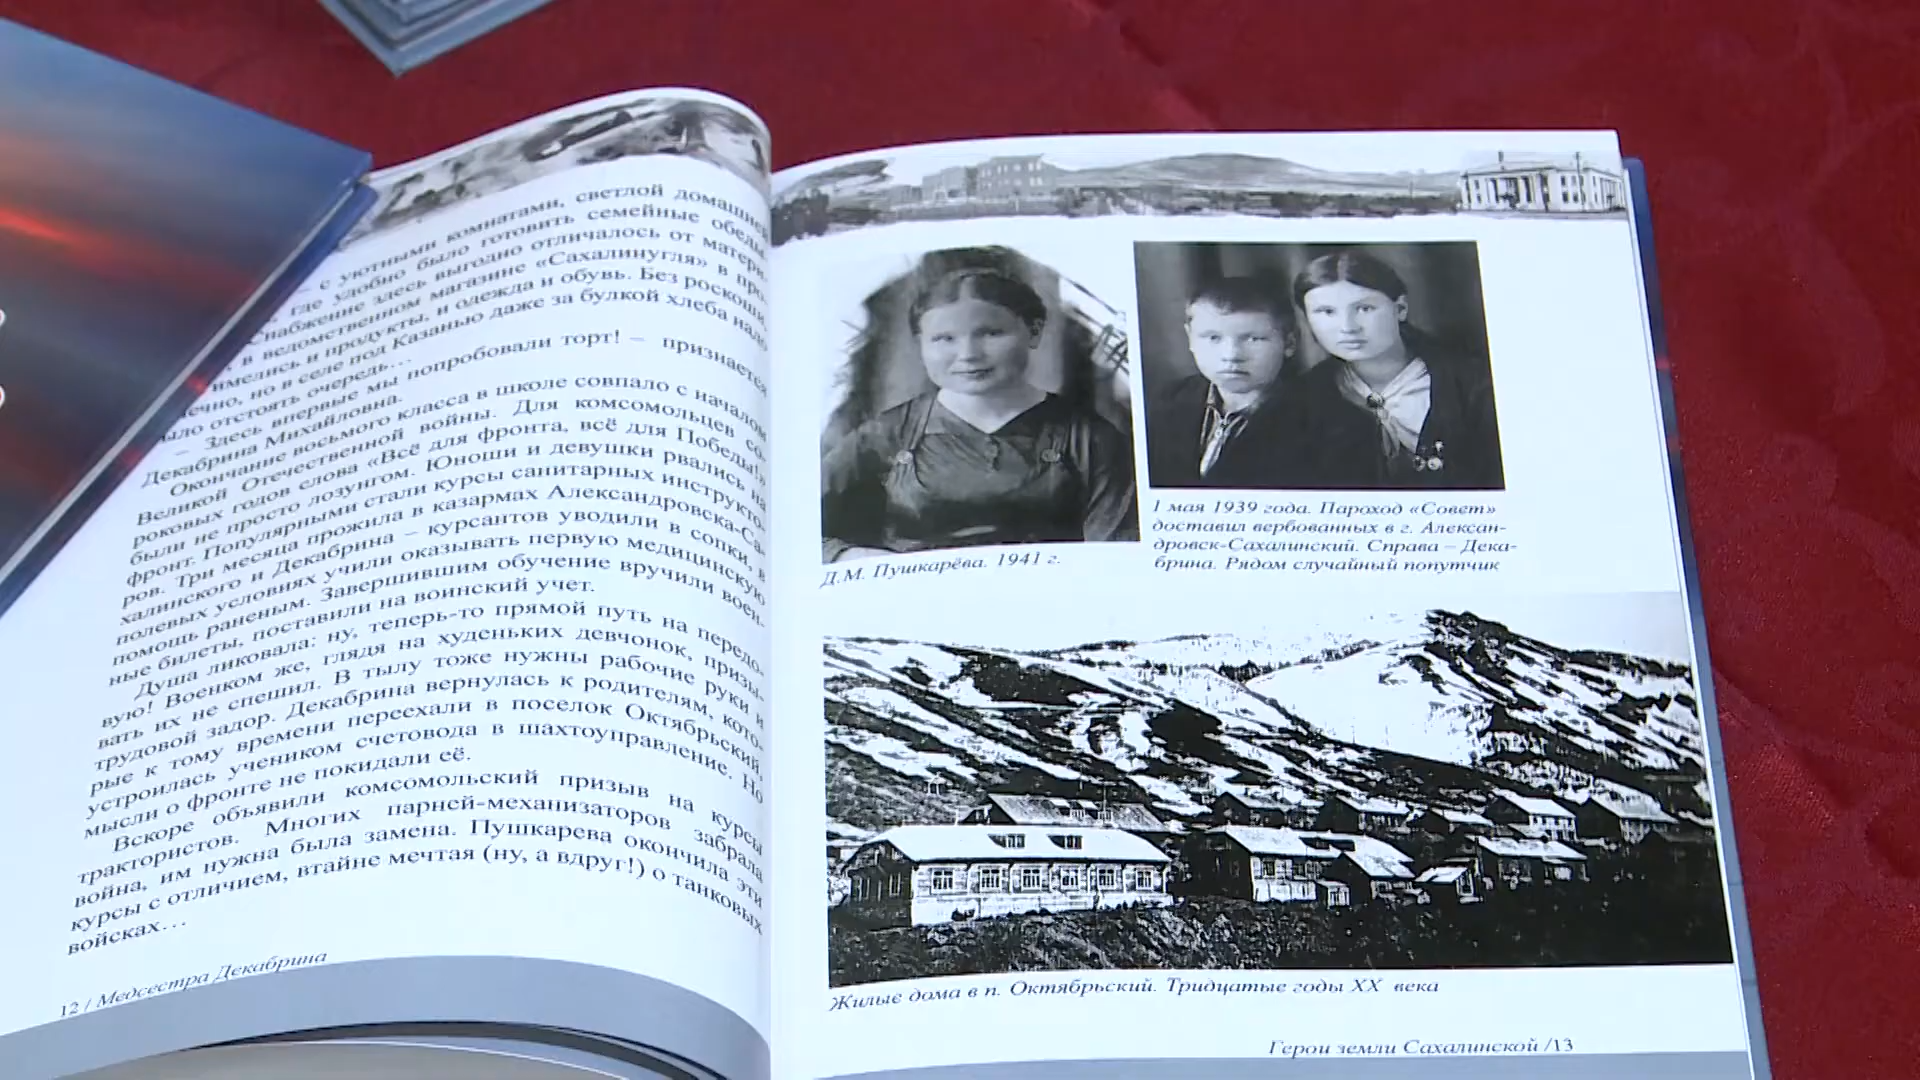 с уютными комнатами, светлой домашней
где удобно было готовить семейные обеды.
Снабжение здесь выгодно отличалось от матери-
в ведомственном магазине «Сахалинугля» в про-
имелись и продукты, и одежда и обувь. Без роскоши,
но в селе под Казанью даже за булкой хлеба надо
было отстоять очередь…
– Здесь впервые мы попробовали торт! – признается
Декабрина Михайловна.
Окончание восьмого класса в школе совпало с началом
Великой Отечественной войны. Для комсомольцев со-
роковых годов слова «Всё для фронта, всё для Победы!»
были не просто лозунгом. Юноши и девушки рвались на
фронт. Популярными стали курсы санитарных инструкто-
ров. Три месяца прожила в казармах Александровска-Са-
халинского и Декабрина – курсантов уводили в сопки, в
полевых условиях учили оказывать первую медицинскую
помощь раненым. Завершившим обучение вручили воен-
ные билеты, поставили на воинский учет.
Душа ликовала: ну, теперь-то прямой путь на передо-
вую! Военком же, глядя на худеньких девчонок, призы-
вать их не спешил. В тылу тоже нужны рабочие руки и
трудовой задор. Декабрина вернулась к родителям, кото-
рые к тому времени переехали в поселок Октябрьский,
устроилась учеником счетовода в шахтоуправление. Но
мысли о фронте не покидали её.
Вскоре объявили комсомольский призыв на курсы
трактористов. Многих парней-механизаторов забрала
война, им нужна была замена. Пушкарева окончила эти
курсы с отличием, втайне мечтая (ну, а вдруг!) о танковых
войсках…
12 / Медсестра Декабрина
Д.М. Пушкарёва. 1941 г.
1 мая 1939 года. Пароход «Совет»
доставил вербованных в г. Алексан-
дровск-Сахалинский. Справа – Дека-
брина. Рядом случайный попутчик
Жилые дома в п. Октябрьский. Тридцатые годы XX века
Герои земли Сахалинской /13